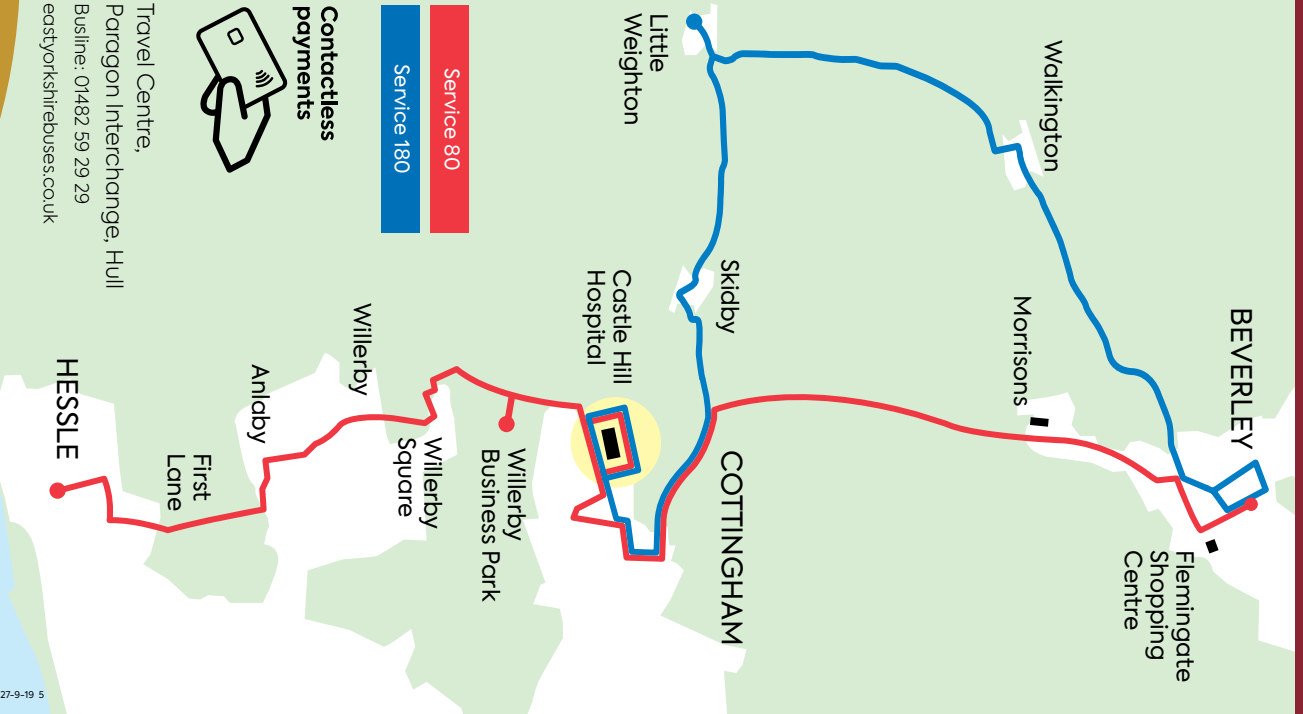 BEVERLEY
Flemingate
Shopping
Centre
Walkington
Morrisons
Skidby
COTTINGHAM
Little
Weighton
Castle Hill
Hospital
Willerby
Business Park
Willerby
Square
Willerby
Anlaby
First
Lane
HESSLE
Service 80
Service 180
Contactless
payments
Travel Centre,
Paragon Interchange, Hull
Busline: 01482 59 29 29
eastyorkshirebuses.co.uk
27-9-19 5